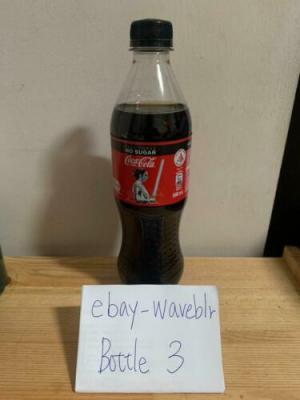 NO SUGAR
Coca-Cola
ebay-waveblr
Bottle 3